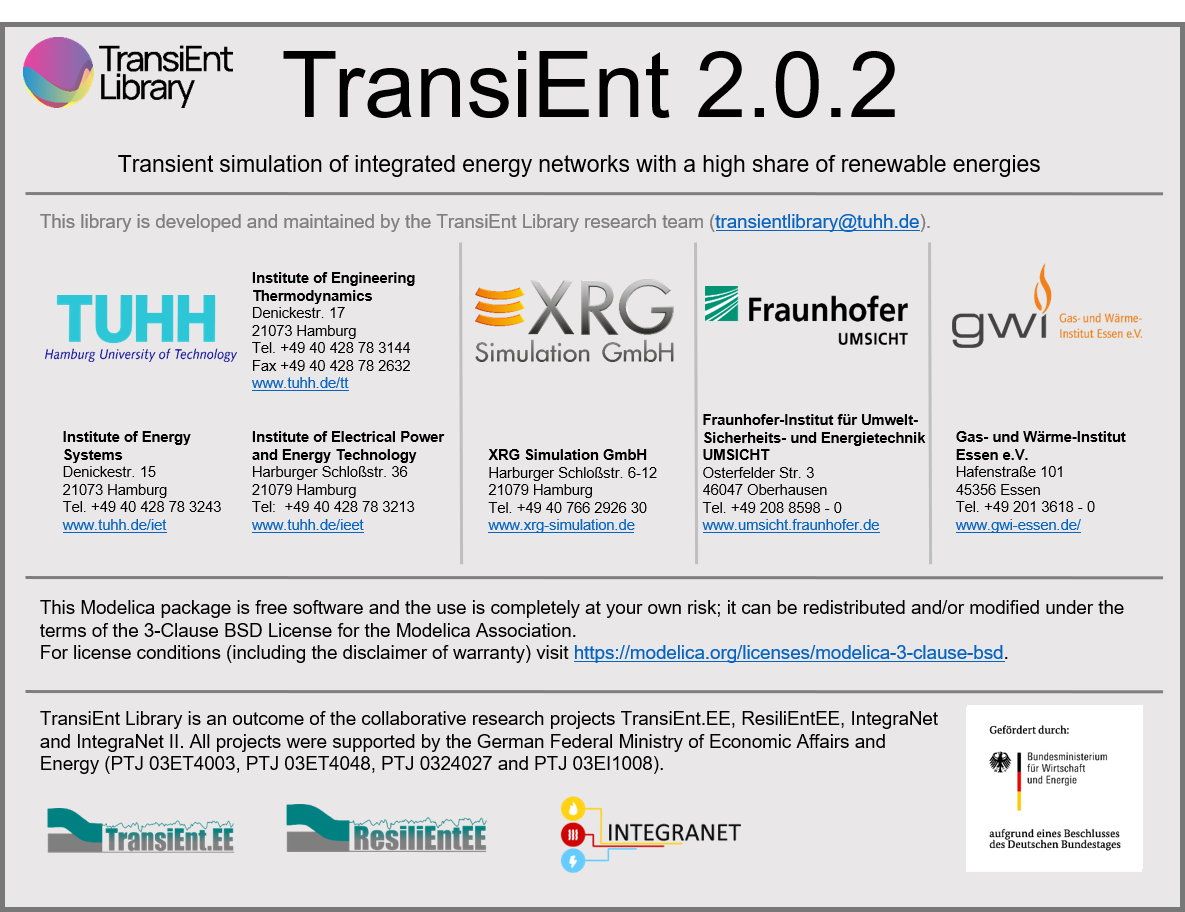 TransiEnt
Library
TransiEnt 2.0.2
Transient simulation of integrated energy networks with a high share of renewable energies
This library is developed and maintained by the TransiEnt Library research team (transientlibrary@tuhh.de).
TUHH
Hamburg University of Technology
Institute of Engineering
Thermodynamics
Denickestr. 17
21073 Hamburg
Tel. +49 40 428 78 3144
Fax +49 40 428 78 2632
www.tuhh.de/tt
Institute of Energy
Systems
Denickestr. 15
21073 Hamburg
Tel. +49 40 428 78 3243
www.tuhh.de/iet
Institute of Electrical Power
and Energy Technology
Harburger Schloßstr. 36
21079 Hamburg
Tel:  +49 40 428 78 3213
www.tuhh.de/ieet
XRG
Simulation GmbH
XRG Simulation GmbH
Harburger Schloßstr. 6-12
21079 Hamburg
Tel. +49 40 766 2926 30
www.xrg-simulation.de
Fraunhofer
UMSICHT
Fraunhofer-Institut für Umwelt-
Sicherheits- und Energietechnik
UMSICHT
Osterfelder Str. 3
46047 Oberhausen
Tel. +49 208 8598 - 0
www.umsicht.fraunhofer.de
gwi
Gas- und Wärme-
Institut Essen e.V.
Gas- und Wärme-Institut
Essen e.V.
Hafenstraße 101
45356 Essen
Tel. +49 201 3618 - 0
www.gwi-essen.de/
This Modelica package is free software and the use is completely at your own risk; it can be redistributed and/or modified under the
terms of the 3-Clause BSD License for the Modelica Association.
For license conditions (including the disclaimer of warranty) visit https://modelica.org/licenses/modelica-3-clause-bsd.
TransiEnt Library is an outcome of the collaborative research projects TransiEnt.EE, ResiliEntEE, IntegraNet
and IntegraNet II. All projects were supported by the German Federal Ministry of Economic Affairs and
Energy (PTJ 03ET4003, PTJ 03ET4048, PTJ 0324027 and PTJ 03EI1008).
TransiEnt.EE
ResiliEntEE
INTEGRANET
Gefördert durch:
Bundesministerium
für Wirtschaft
und Energie
aufgrund eines Beschlusses
des Deutschen Bundestages